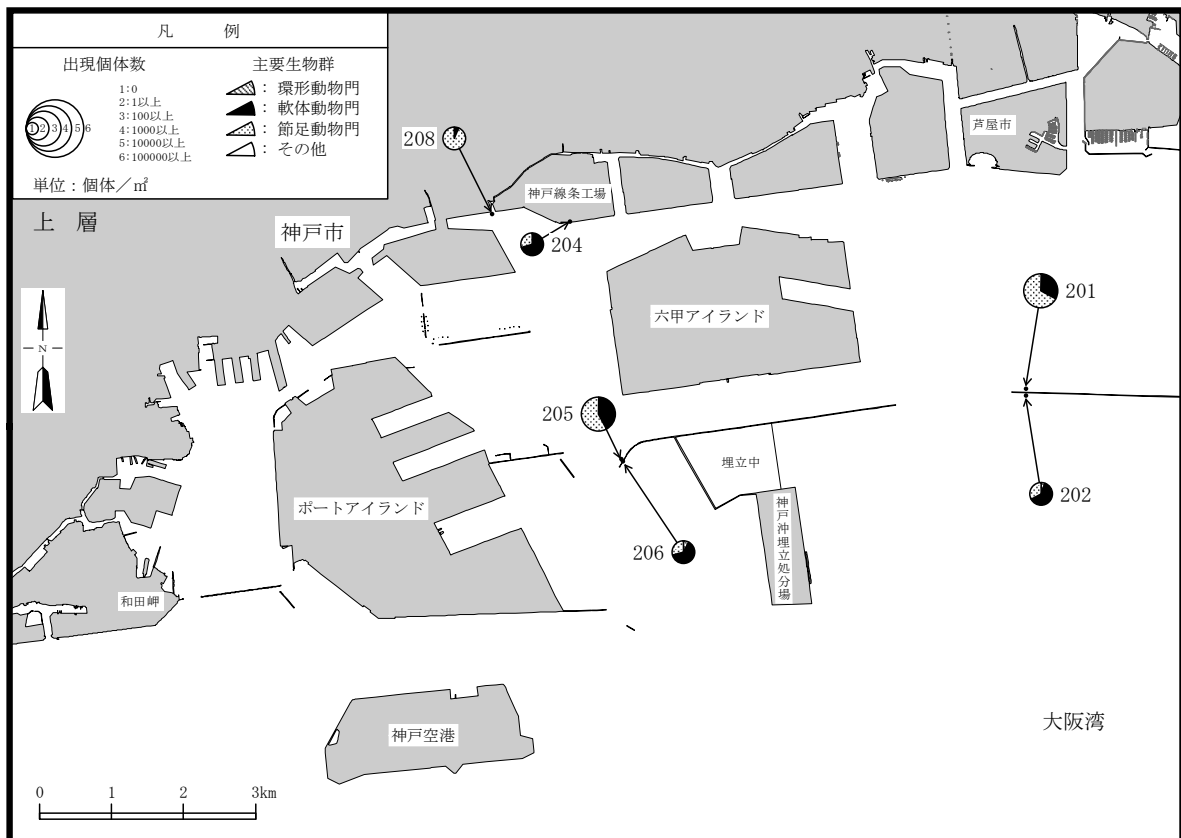 凡 例
出現個体数
1:0
2:1以上
3:100以上
4:1000以上
5:10000以上
6:100000以上
1 2 3 4 5 6
単位：個体／㎡
主要生物群
： 環形動物門
： 軟体動物門
： 節足動物門
： その他
上 層
208
神戸線条工場
204
芦屋市
神戸市
N
六甲アイランド
201
205
埋立中
202
ポートアイランド
神戸沖埋立処分場
206
和田岬
神戸空港
大阪湾
0 1 2 3km